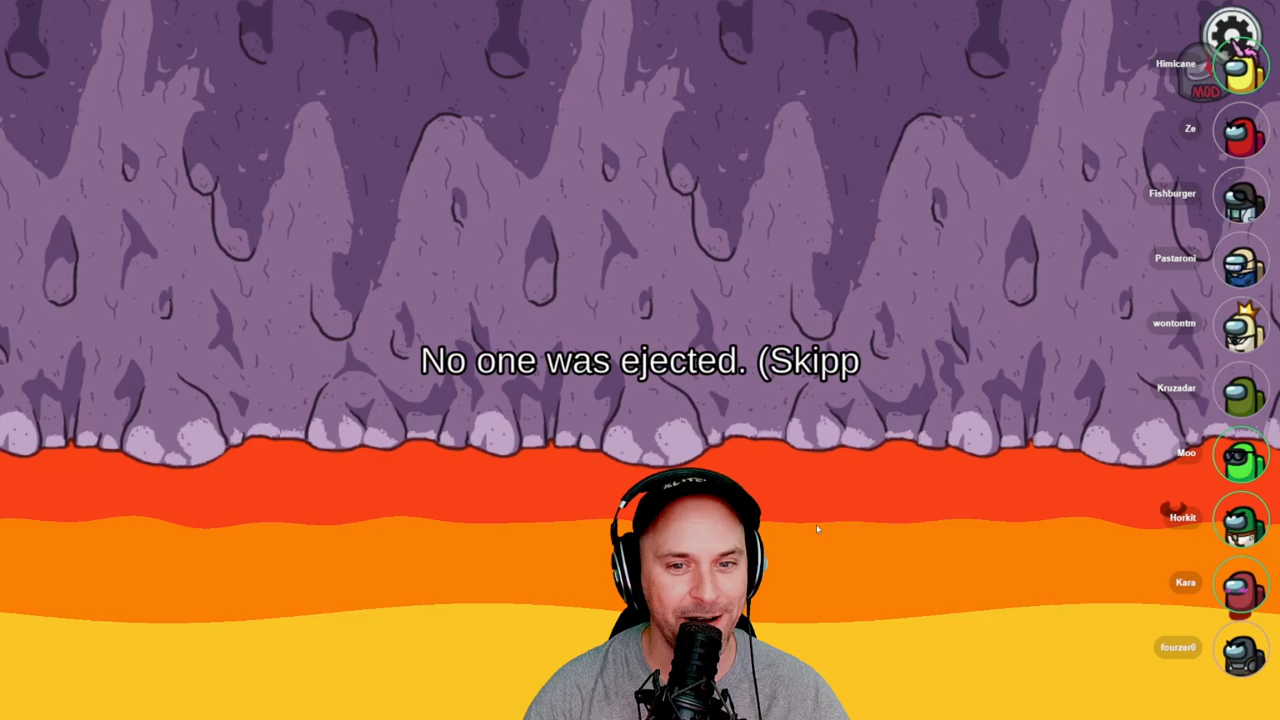 Himicane
MOD
Ze
Fishburger
Pastaroni
wontontm
No one was ejected. (Skipp
Kruzadar
Moo
Horkit
Kara
fourzer0